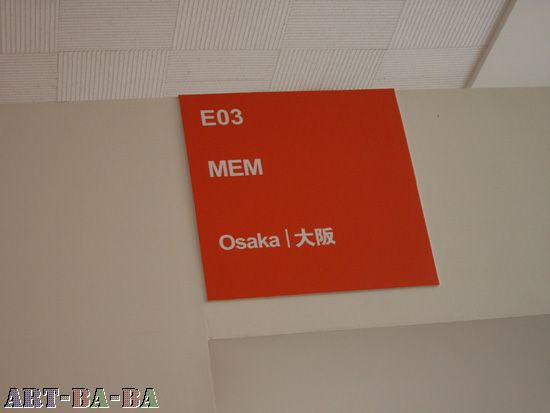 E03
MEM
Osaka | 大阪
ART-BA-BA